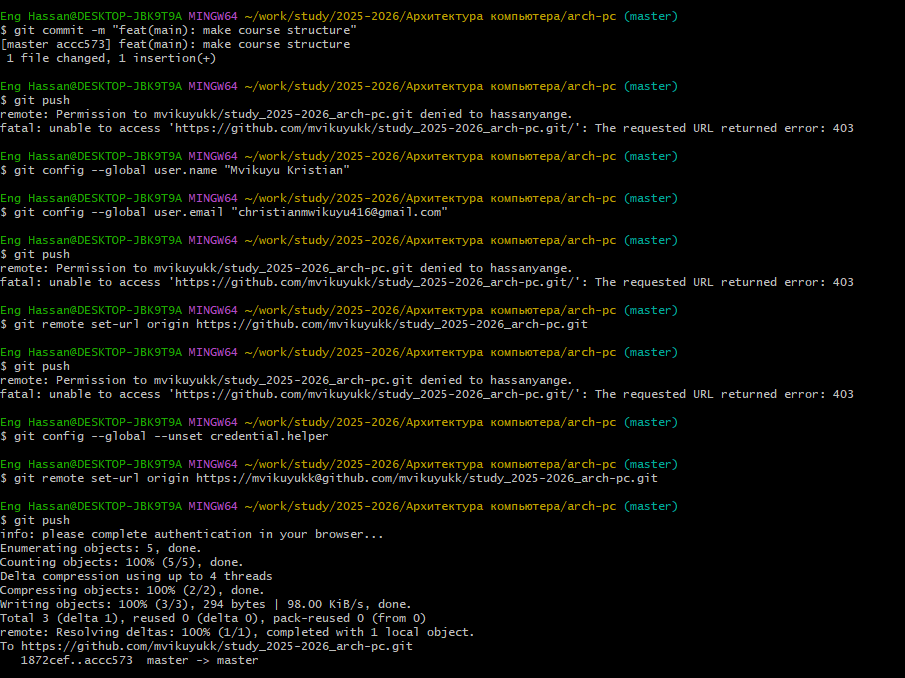 Eng Hassan@DESKTOP-JBK9T9A MINGW64 ~/work/study/2025-2026/Архитектура компьютера/arch-pc (master)
$ git commit -m "feat(main): make course structure"
[master accc573] feat(main): make course structure
 1 file changed, 1 insertion(+)
Eng Hassan@DESKTOP-JBK9T9A MINGW64 ~/work/study/2025-2026/Архитектура компьютера/arch-pc (master)
$ git push
remote: Permission to mvikuyukk/study_2025-2026_arch-pc.git denied to hassanyange.
fatal: unable to access 'https://github.com/mvikuyukk/study_2025-2026_arch-pc.git/': The requested URL returned error: 403
Eng Hassan@DESKTOP-JBK9T9A MINGW64 ~/work/study/2025-2026/Архитектура компьютера/arch-pc (master)
$ git config --global user.name "Mvikuyu Kristian"
Eng Hassan@DESKTOP-JBK9T9A MINGW64 ~/work/study/2025-2026/Архитектура компьютера/arch-pc (master)
$ git config --global user.email "christianmwikuyu416@gmail.com"
Eng Hassan@DESKTOP-JBK9T9A MINGW64 ~/work/study/2025-2026/Архитектура компьютера/arch-pc (master)
$ git push
remote: Permission to mvikuyukk/study_2025-2026_arch-pc.git denied to hassanyange.
fatal: unable to access 'https://github.com/mvikuyukk/study_2025-2026_arch-pc.git/': The requested URL returned error: 403
Eng Hassan@DESKTOP-JBK9T9A MINGW64 ~/work/study/2025-2026/Архитектура компьютера/arch-pc (master)
$ git remote set-url origin https://github.com/mvikuyukk/study_2025-2026_arch-pc.git
Eng Hassan@DESKTOP-JBK9T9A MINGW64 ~/work/study/2025-2026/Архитектура компьютера/arch-pc (master)
$ git push
remote: Permission to mvikuyukk/study_2025-2026_arch-pc.git denied to hassanyange.
fatal: unable to access 'https://github.com/mvikuyukk/study_2025-2026_arch-pc.git/': The requested URL returned error: 403
Eng Hassan@DESKTOP-JBK9T9A MINGW64 ~/work/study/2025-2026/Архитектура компьютера/arch-pc (master)
$ git config --global --unset credential.helper
Eng Hassan@DESKTOP-JBK9T9A MINGW64 ~/work/study/2025-2026/Архитектура компьютера/arch-pc (master)
$ git remote set-url origin https://mvikuyukk@github.com/mvikuyukk/study_2025-2026_arch-pc.git
Eng Hassan@DESKTOP-JBK9T9A MINGW64 ~/work/study/2025-2026/Архитектура компьютера/arch-pc (master)
$ git push
info: please complete authentication in your browser...
Enumerating objects: 5, done.
Counting objects: 100% (5/5), done.
Delta compression using up to 4 threads
Compressing objects: 100% (2/2), done.
Writing objects: 100% (3/3), 294 bytes | 98.00 KiB/s, done.
Total 3 (delta 1), reused 0 (delta 0), pack-reused 0 (from 0)
remote: Resolving deltas: 100% (1/1), completed with 1 local object.
To https://github.com/mvikuyukk/study_2025-2026_arch-pc.git
   1872cef..accc573  master -> master